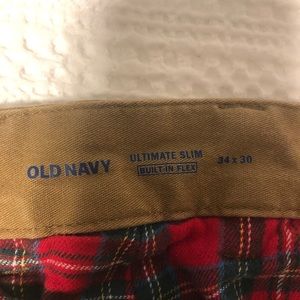 OLD NAVY
ULTIMATE SLIM
BUILT-IN FLEX
34 x 30